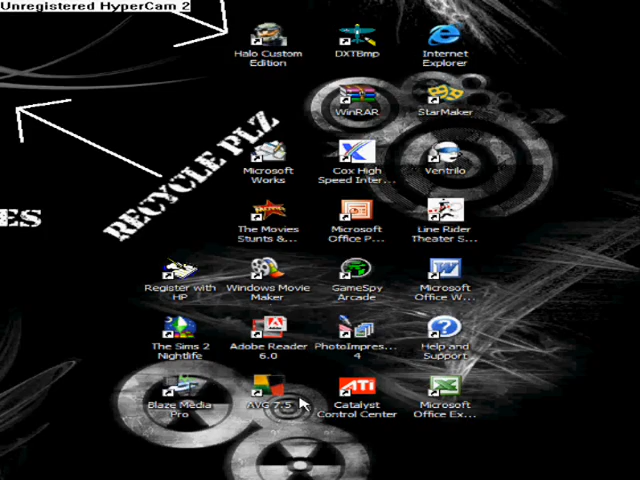 Unregistered HyperCam 2
Halo Custom
Edition
DXTBmp
Internet
Explorer
WinRAR
StarMaker
RECYCLE PLZ
Microsoft
Works
Cox High
Speed Inter...
Ventrilo
ES
The Movies
Stunts &...
Microsoft
Office P...
Line Rider
Theater S...
Register with
HP
Windows Movie
Maker
GameSpy
Arcade
Microsoft
Office W...
The Sims 2
Nightlife
Adobe Reader
6.0
PhotoImpres...
4
Help and
Support
Blaze Media
Pro
AVG 7.5
ATi
Catalyst
Control Center
Microsoft
Office Ex...